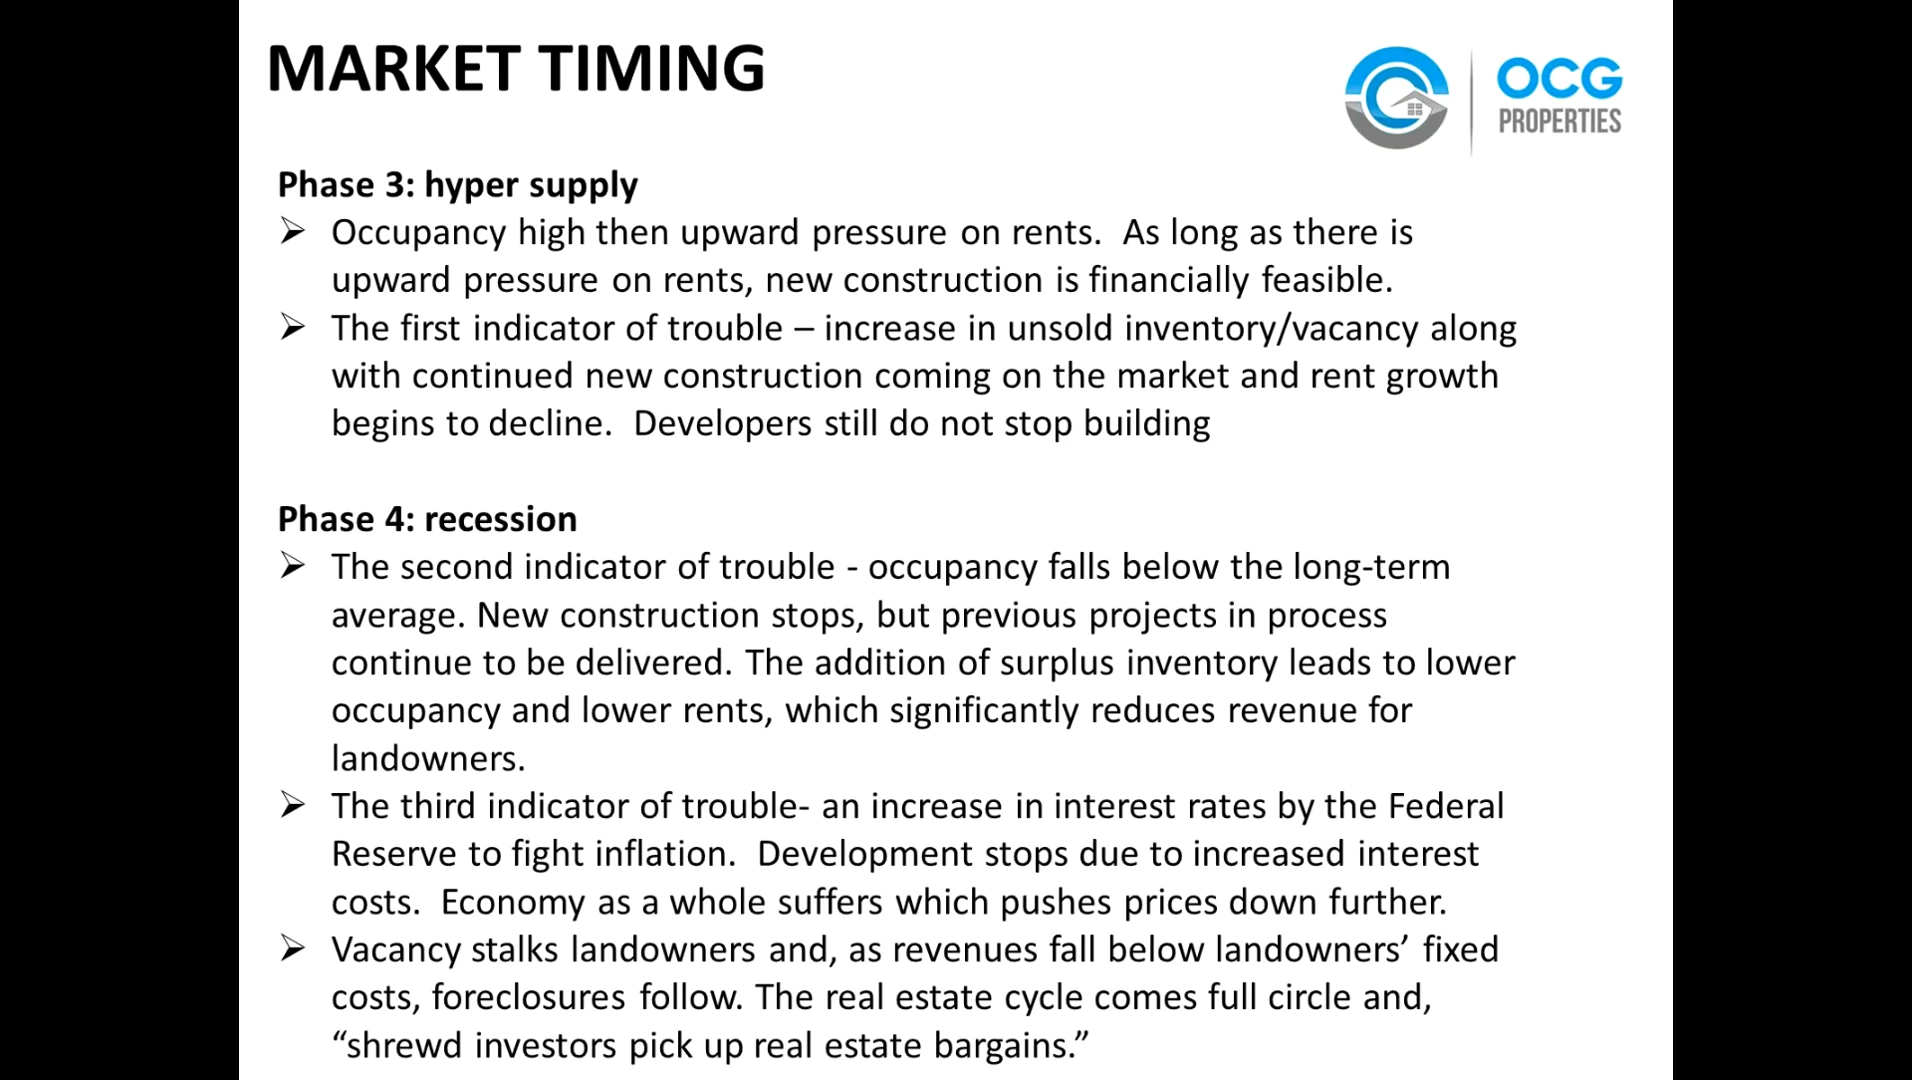 MARKET TIMING
OCG
PROPERTIES
Phase 3: hyper supply
➢ Occupancy high then upward pressure on rents.  As long as there is
upward pressure on rents, new construction is financially feasible.
➢ The first indicator of trouble – increase in unsold inventory/vacancy along
with continued new construction coming on the market and rent growth
begins to decline.  Developers still do not stop building
Phase 4: recession
➢ The second indicator of trouble - occupancy falls below the long-term
average. New construction stops, but previous projects in process
continue to be delivered. The addition of surplus inventory leads to lower
occupancy and lower rents, which significantly reduces revenue for
landowners.
➢ The third indicator of trouble- an increase in interest rates by the Federal
Reserve to fight inflation.  Development stops due to increased interest
costs.  Economy as a whole suffers which pushes prices down further.
➢ Vacancy stalks landowners and, as revenues fall below landowners’ fixed
costs, foreclosures follow. The real estate cycle comes full circle and,
“shrewd investors pick up real estate bargains.”